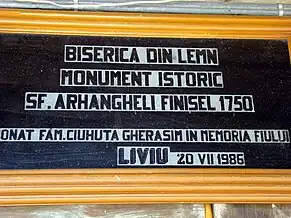 BISERICA DIN LEMN
MONUMENT ISTORIC
SF. ARHANGHELI FINISEL 1750
ONAT FAM. CIUHUTA GHERASIM IN MEMORIA FIULUI
LIVIU 20 VII 1986